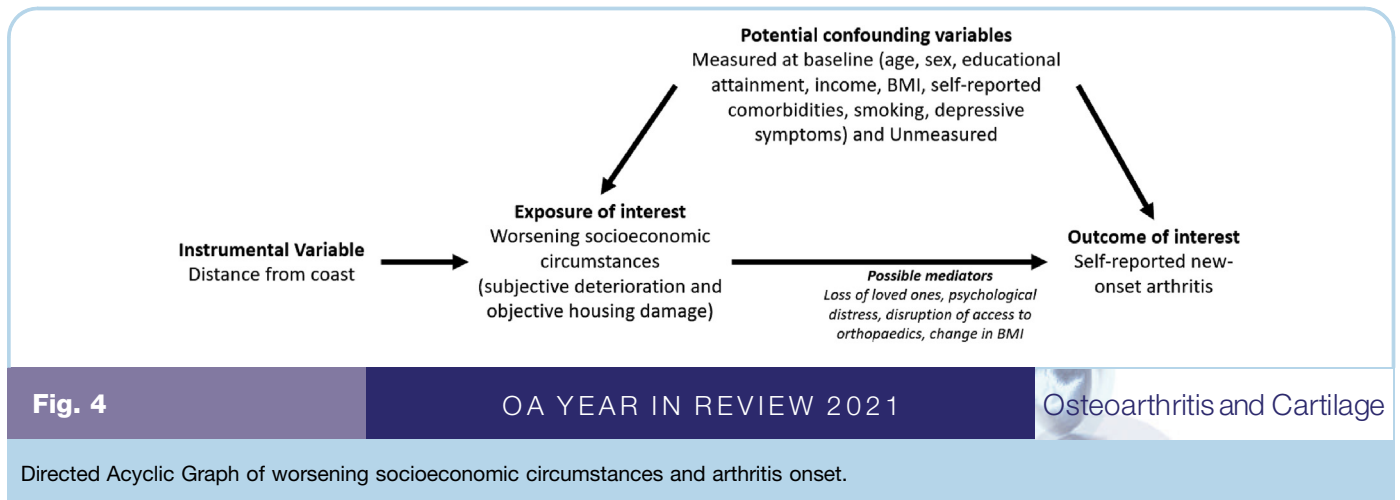 Potential confounding variables
Measured at baseline (age, sex, educational
attainment, income, BMI, self-reported
comorbidities, smoking, depressive
symptoms) and Unmeasured
Instrumental Variable
Distance from coast
Exposure of interest
Worsening socioeconomic
circumstances
(subjective deterioration and
objective housing damage)
Possible mediators
Loss of loved ones, psychological
distress, disruption of access to
orthopaedics, change in BMI
Outcome of interest
Self-reported new-
onset arthritis
Fig. 4
OA YEAR IN REVIEW 2021
Osteoarthritis and Cartilage
Directed Acyclic Graph of worsening socioeconomic circumstances and arthritis onset.